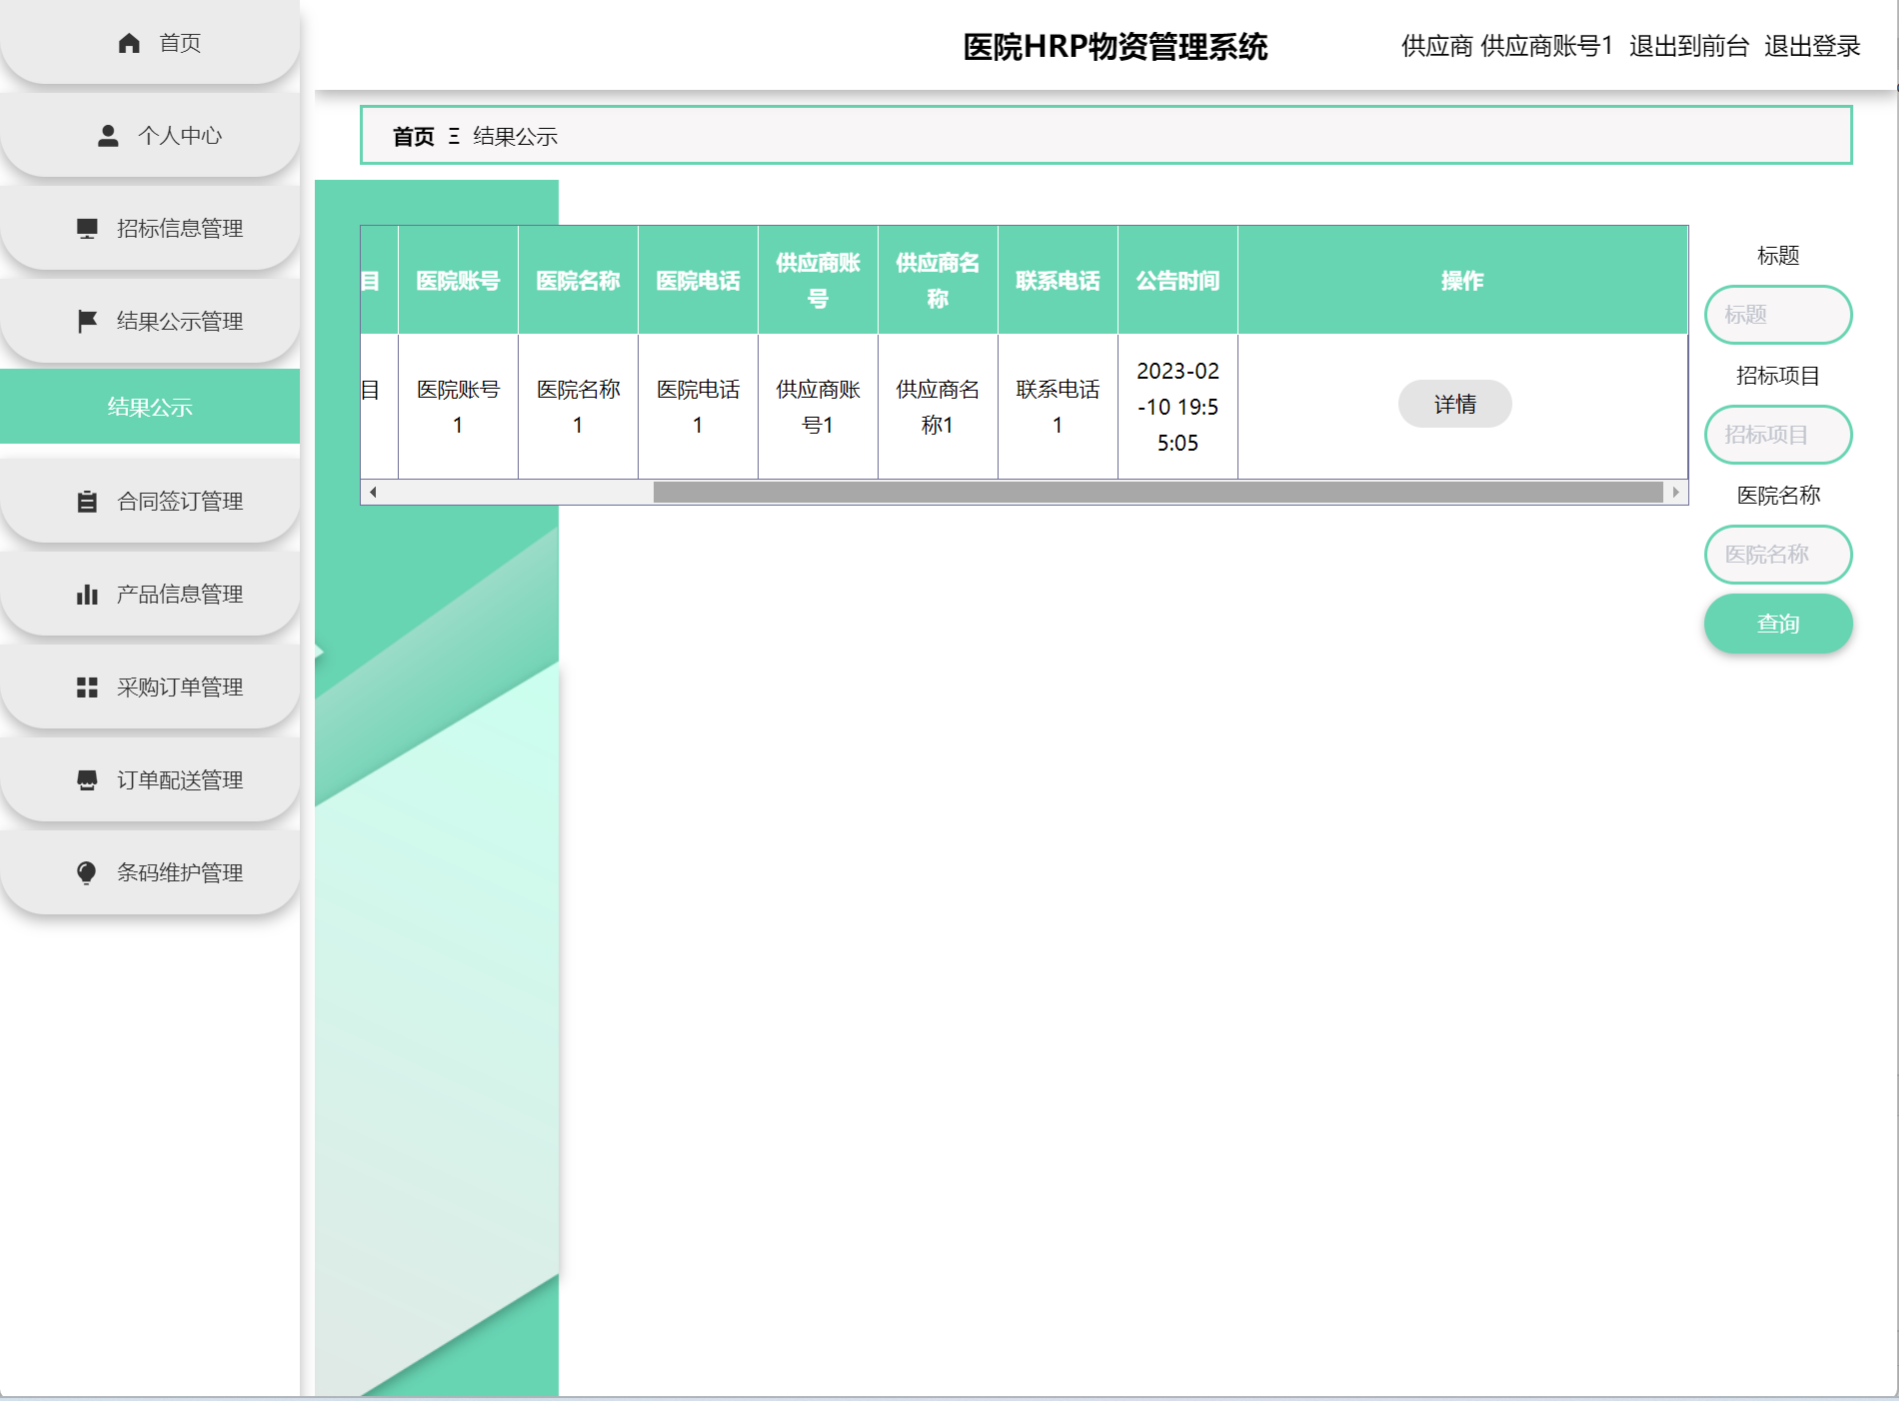 首页
个人中心
招标信息管理
结果公示管理
结果公示
合同签订管理
产品信息管理
采购订单管理
订单配送管理
条码维护管理
医院HRP物资管理系统
供应商 供应商账号1 退出到前台 退出登录
首页 Ξ 结果公示
目 医院账号 医院名称 医院电话 供应商账号 供应商名称 联系电话 公告时间 操作
目 医院账号1 医院名称1 医院电话1 供应商账号1 供应商名称1 联系电话1 2023-02-10 19:55:05 详情
标题
标题
招标项目
招标项目
医院名称
医院名称
查询